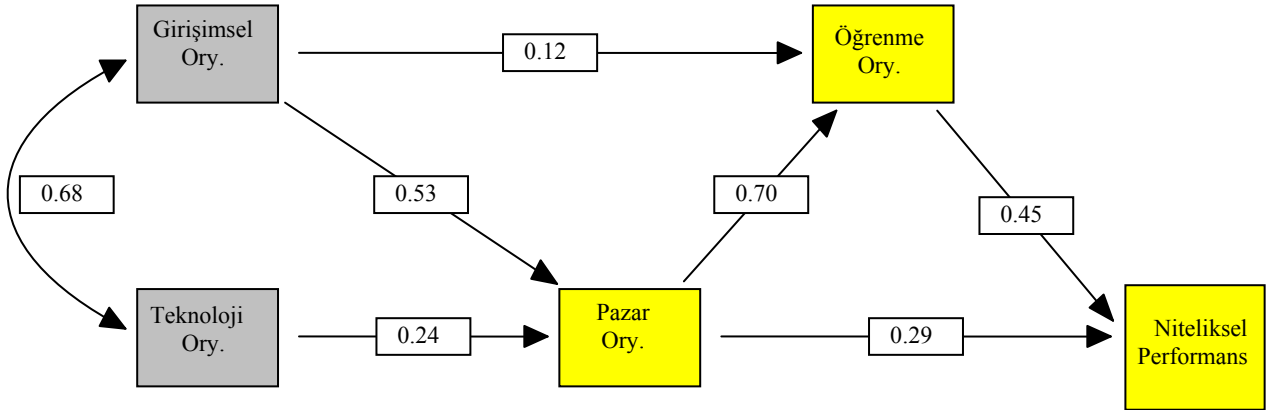 Girişimsel
Ory.
0.12
Öğrenme
Ory.
0.68
0.53
0.70
0.45
Teknoloji
Ory.
0.24
Pazar
Ory.
0.29
Niteliksel
Performans